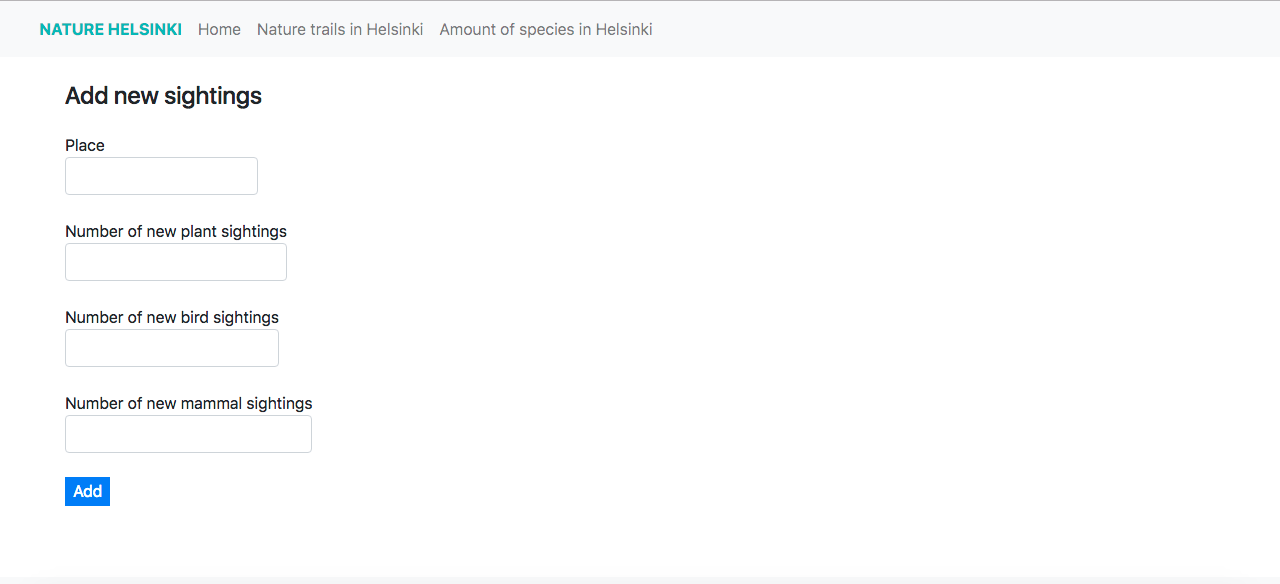 NATURE HELSINKI Home Nature trails in Helsinki Amount of species in Helsinki
Add new sightings
Place
Number of new plant sightings
Number of new bird sightings
Number of new mammal sightings
Add